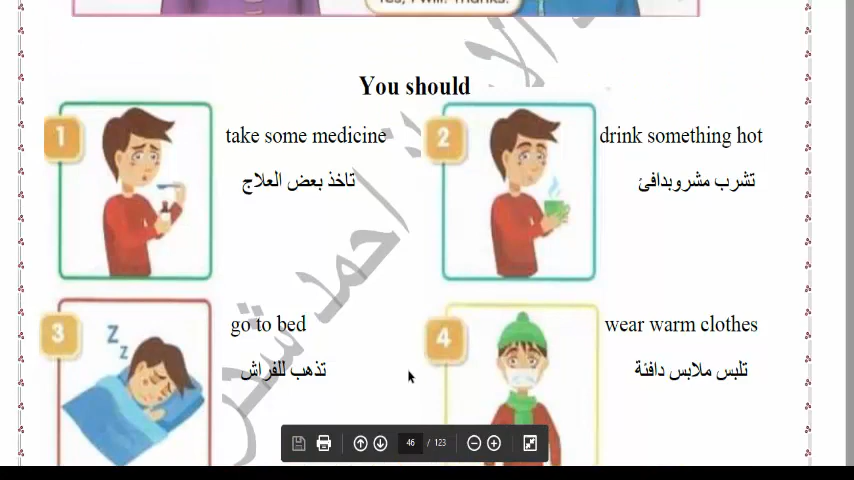 Yes, I will. Thanks.
You should
1
take some medicine
تاخذ بعض العلاج
2
drink something hot
تشرب مشروبدافئ
3
Z
z
go to bed
تذهب للفراش
4
wear warm clothes
تلبس ملابس دافئة
احمد
46 / 123